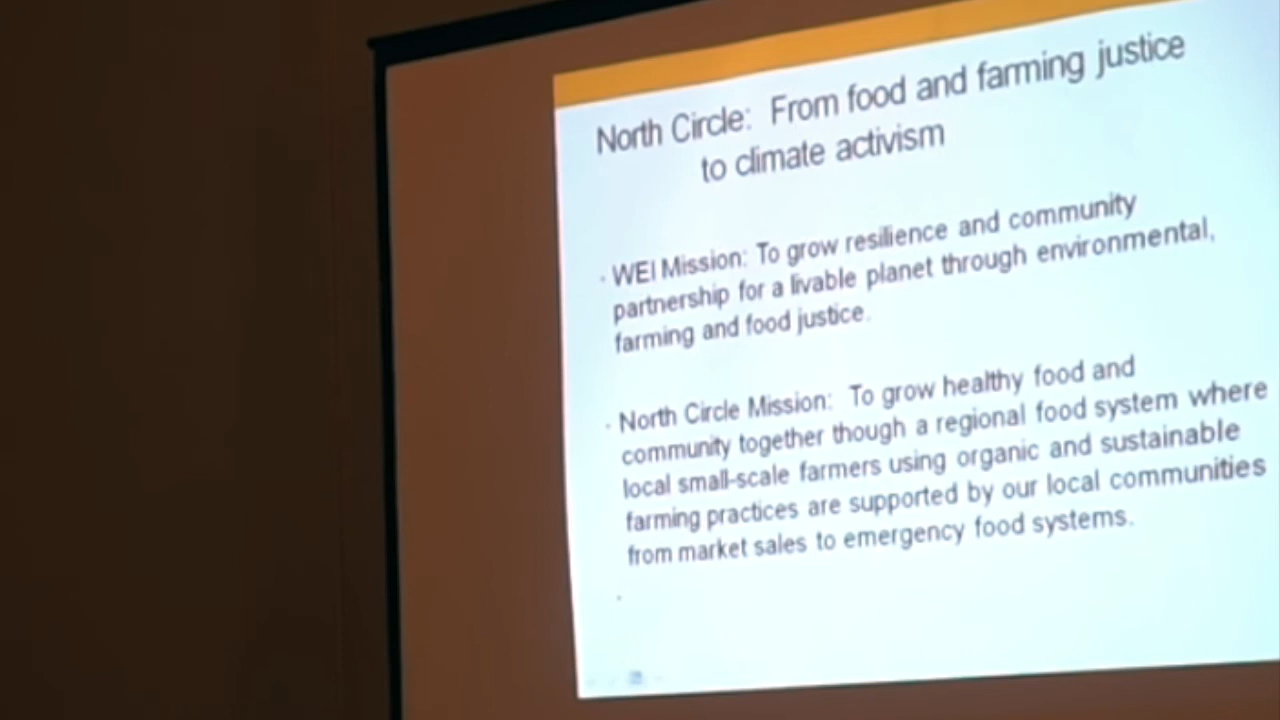 North Circle: From food and farming justice
to climate activism
· WEI Mission: To grow resilience and community
partnership for a livable planet through environmental,
farming and food justice.
· North Circle Mission: To grow healthy food and
community together though a regional food system where
local small-scale farmers using organic and sustainable
farming practices are supported by our local communities
from market sales to emergency food systems.